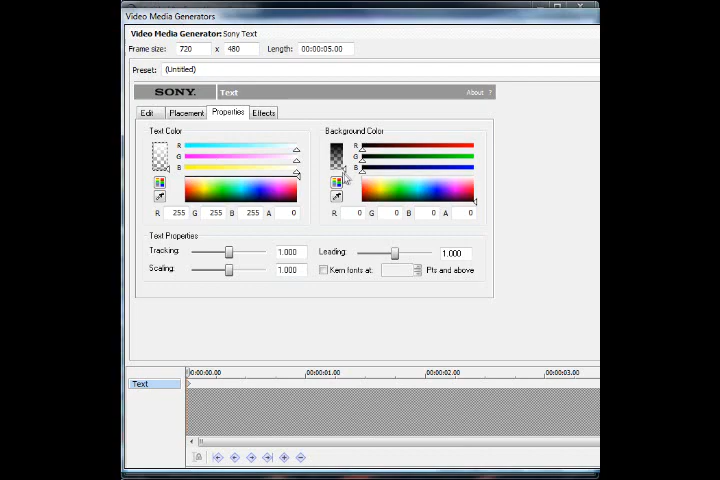 Video Media Generators
Video Media Generator: Sony Text
Frame size: 720 x 480 Length: 00:00:05.00
Preset: (Untitled)
SONY. Text About ?
Edit Placement Properties Effects
Text Color Background Color
R R
G G
B B
R 255 G 255 B 255 A 0 R 0 G 0 B 0 A 0
Text Properties
Tracking: 1.000 Leading: 1.000
Scaling: 1.000 Kern fonts at: Pts and above
00:00:00.00 00:00:01.00 00:00:02.00 00:00:03.00
Text